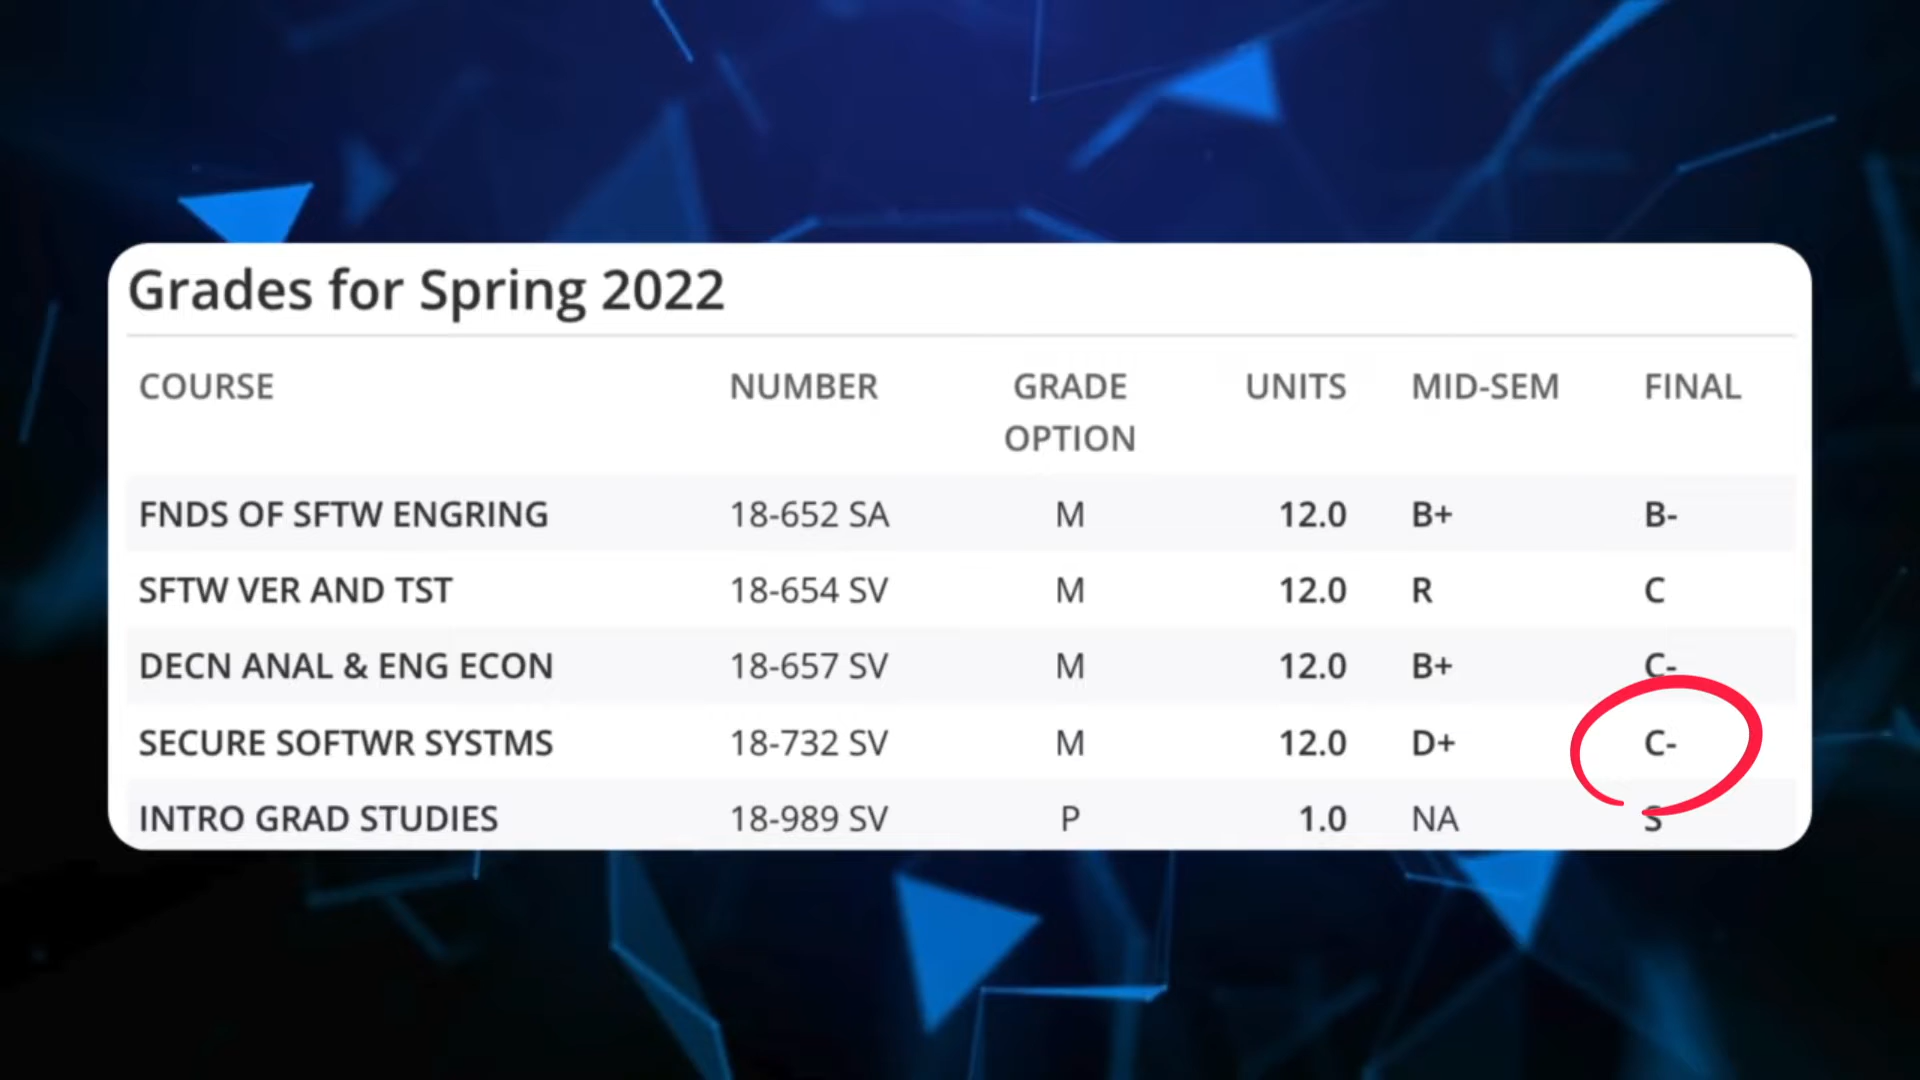 Grades for Spring 2022
COURSE NUMBER GRADE OPTION UNITS MID-SEM FINAL
FNDS OF SFTW ENGRING 18-652 SA M 12.0 B+ B-
SFTW VER AND TST 18-654 SV M 12.0 R C
DECN ANAL & ENG ECON 18-657 SV M 12.0 B+ C-
SECURE SOFTWR SYSTMS 18-732 SV M 12.0 D+ C-
INTRO GRAD STUDIES 18-989 SV P 1.0 NA S